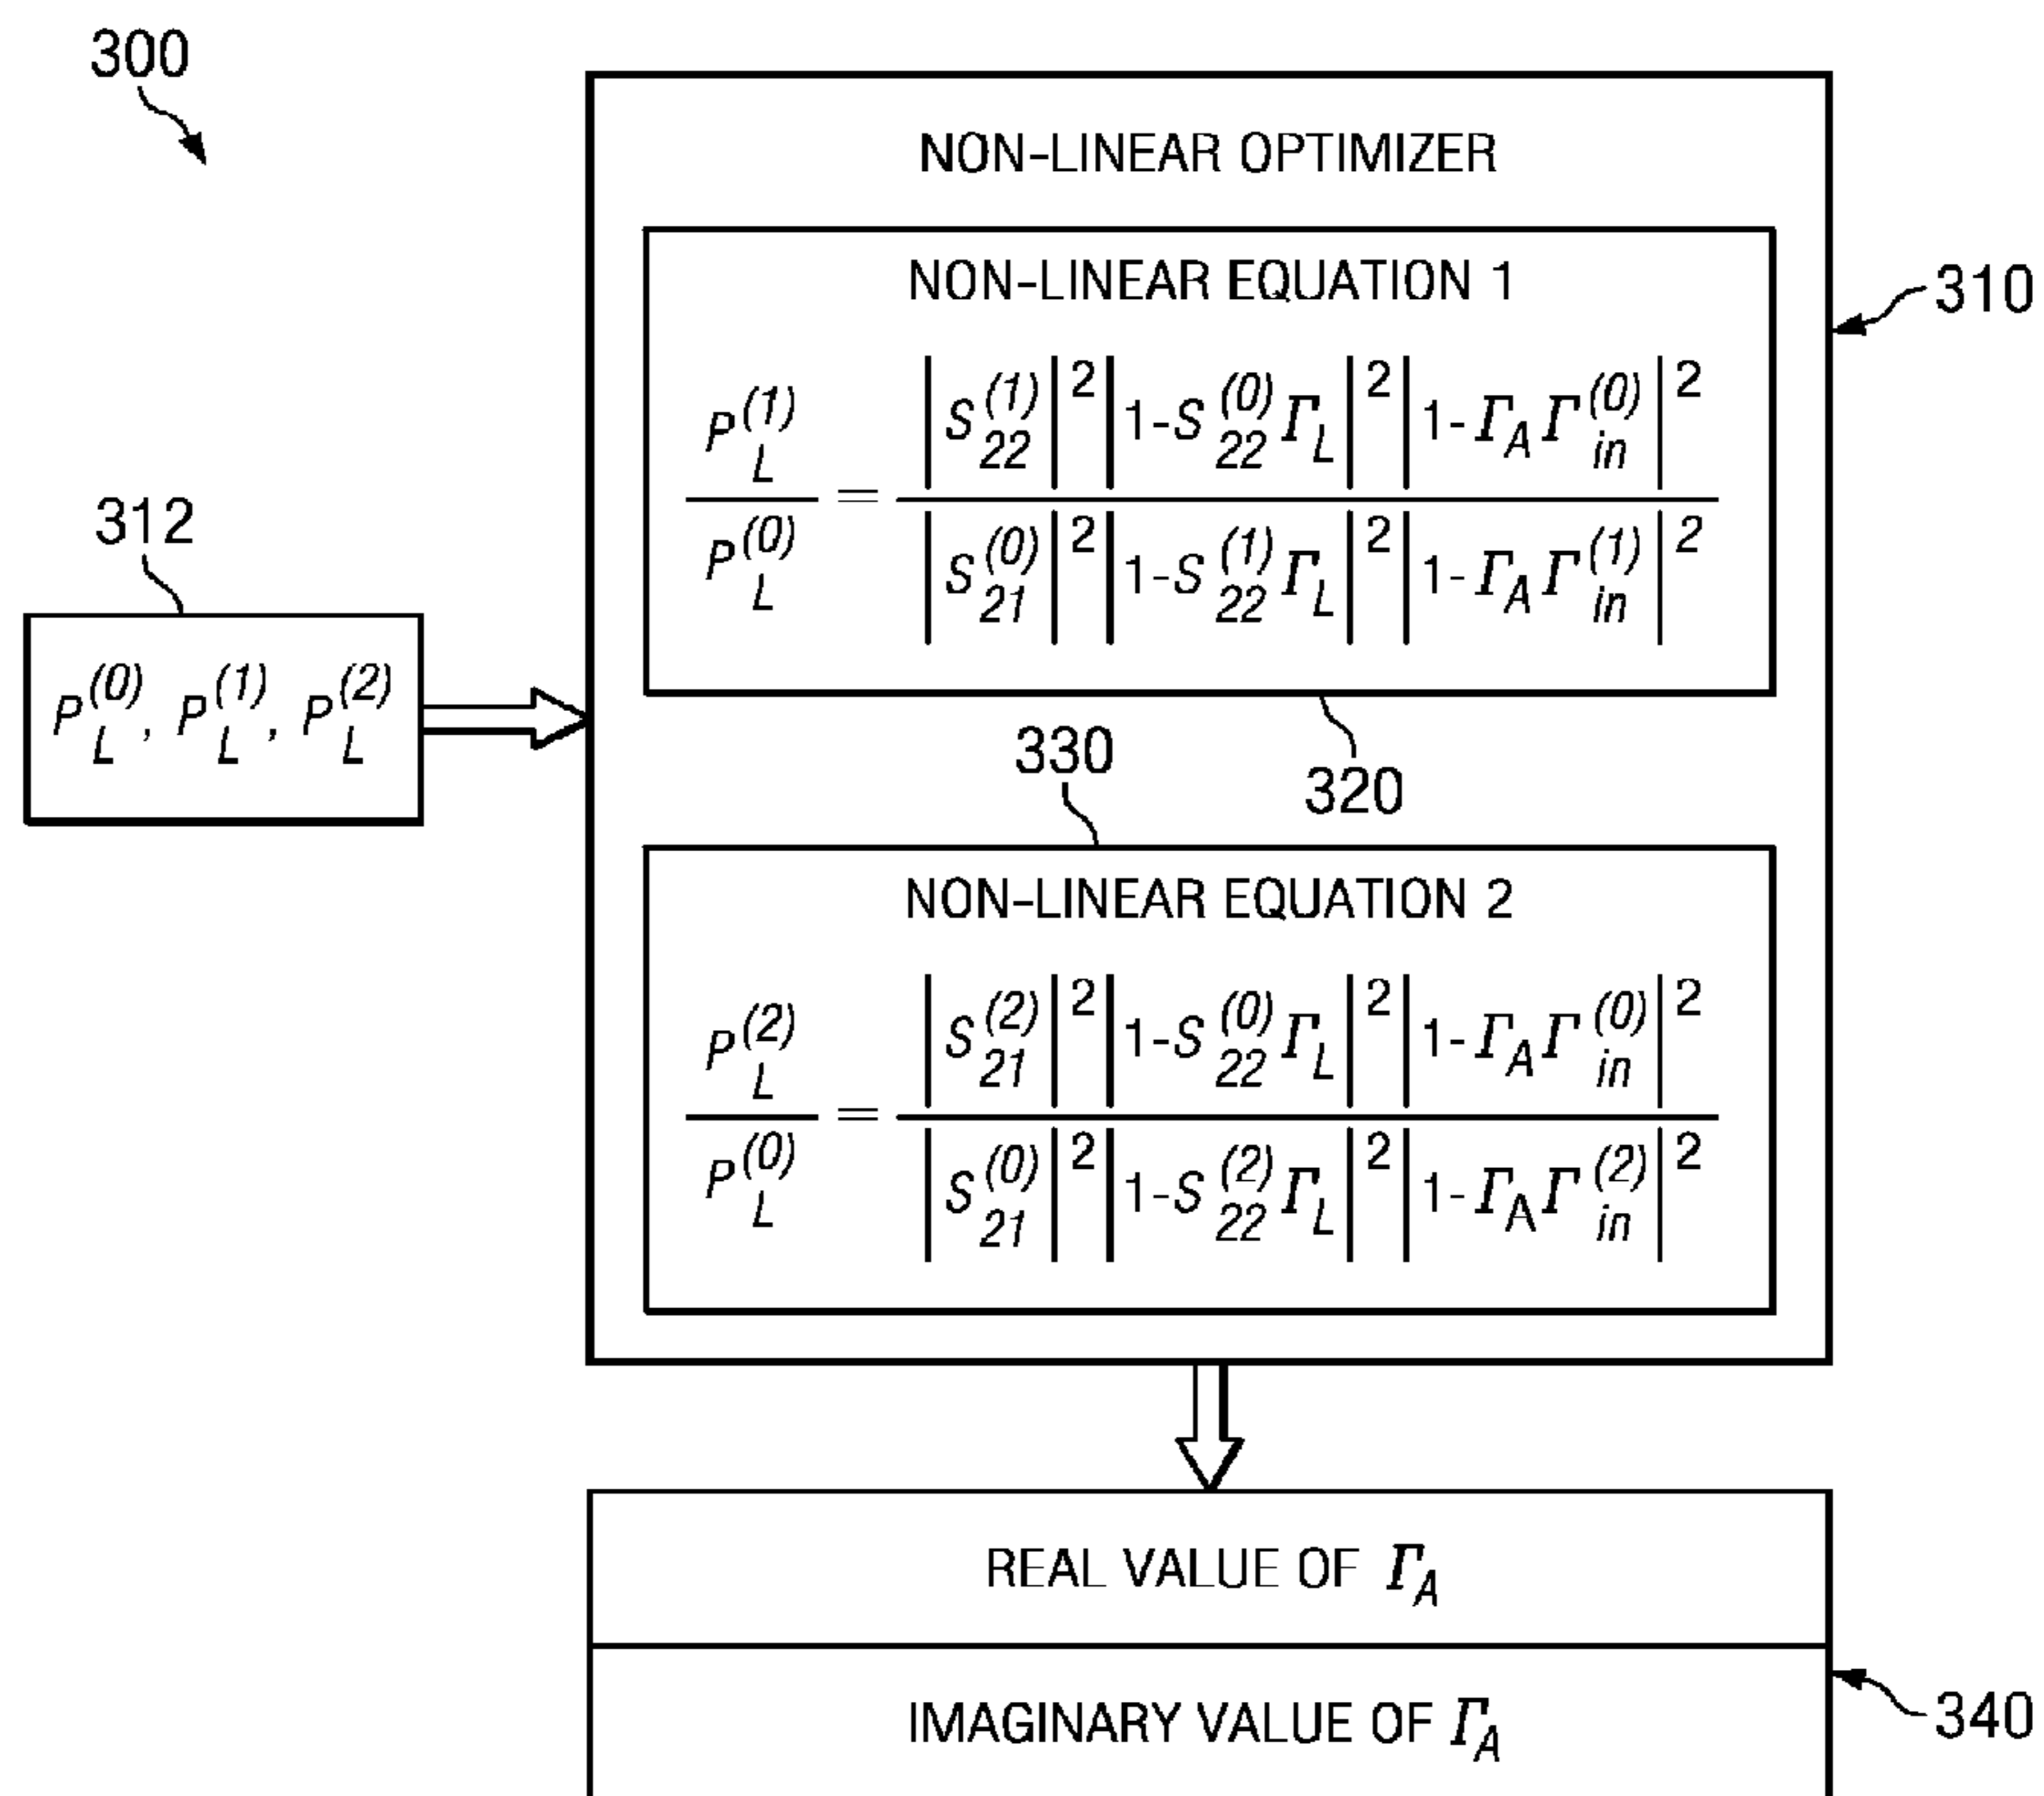 300
NON-LINEAR OPTIMIZER
NON-LINEAR EQUATION 1
310
P_L^(1) / P_L^(0) = |S_22^(1)|^2 |1-S_22^(0) Γ_L|^2 |1-Γ_A Γ_in^(0)|^2 / |S_21^(0)|^2 |1-S_22^(1) Γ_L|^2 |1-Γ_A Γ_in^(1)|^2
312
P_L^(0), P_L^(1), P_L^(2)
330
320
NON-LINEAR EQUATION 2
P_L^(2) / P_L^(0) = |S_21^(2)|^2 |1-S_22^(0) Γ_L|^2 |1-Γ_A Γ_in^(0)|^2 / |S_21^(0)|^2 |1-S_22^(2) Γ_L|^2 |1-Γ_A Γ_in^(2)|^2
REAL VALUE OF Γ_A
IMAGINARY VALUE OF Γ_A
340